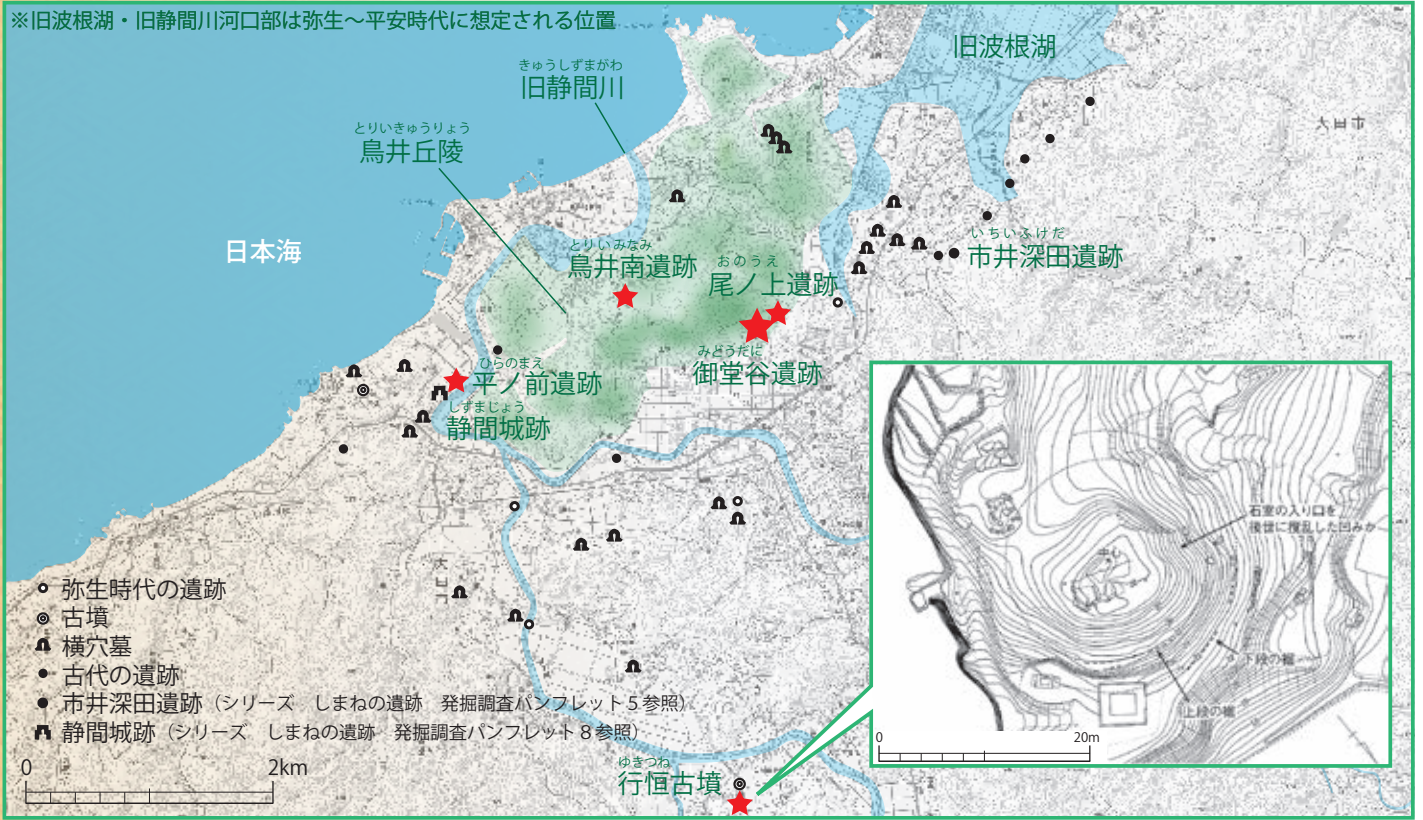 ※旧波根湖・旧静間川河口部は弥生～平安時代に想定される位置
旧波根湖
きゅうしずまがわ
旧静間川
とりいきゅうりょう
鳥井丘陵
大田市
日本海
いちいふけだ
市井深田遺跡
とりいみなみ
鳥井南遺跡
おのうえ
尾ノ上遺跡
みどうだに
御堂谷遺跡
ひらのまえ
平ノ前遺跡
しずまじょう
静間城跡
石室の入り口を
後世に攪乱した凹みか
中心
下段の裾
上段の裾
0 20m
弥生時代の遺跡
古墳
横穴墓
古代の遺跡
市井深田遺跡（シリーズ　しまねの遺跡　発掘調査パンフレット５参照）
静間城跡（シリーズ　しまねの遺跡　発掘調査パンフレット８参照）
0 2km
ゆきつね
行恒古墳